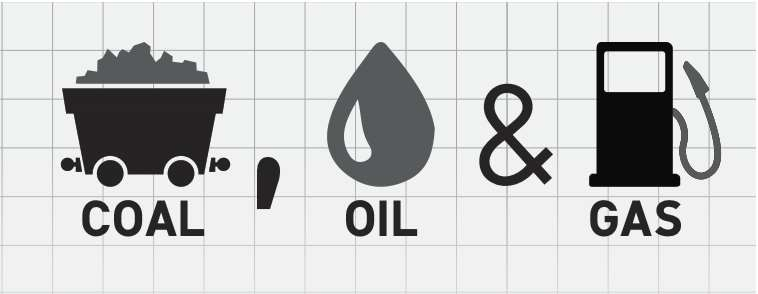 , &
COAL OIL GAS